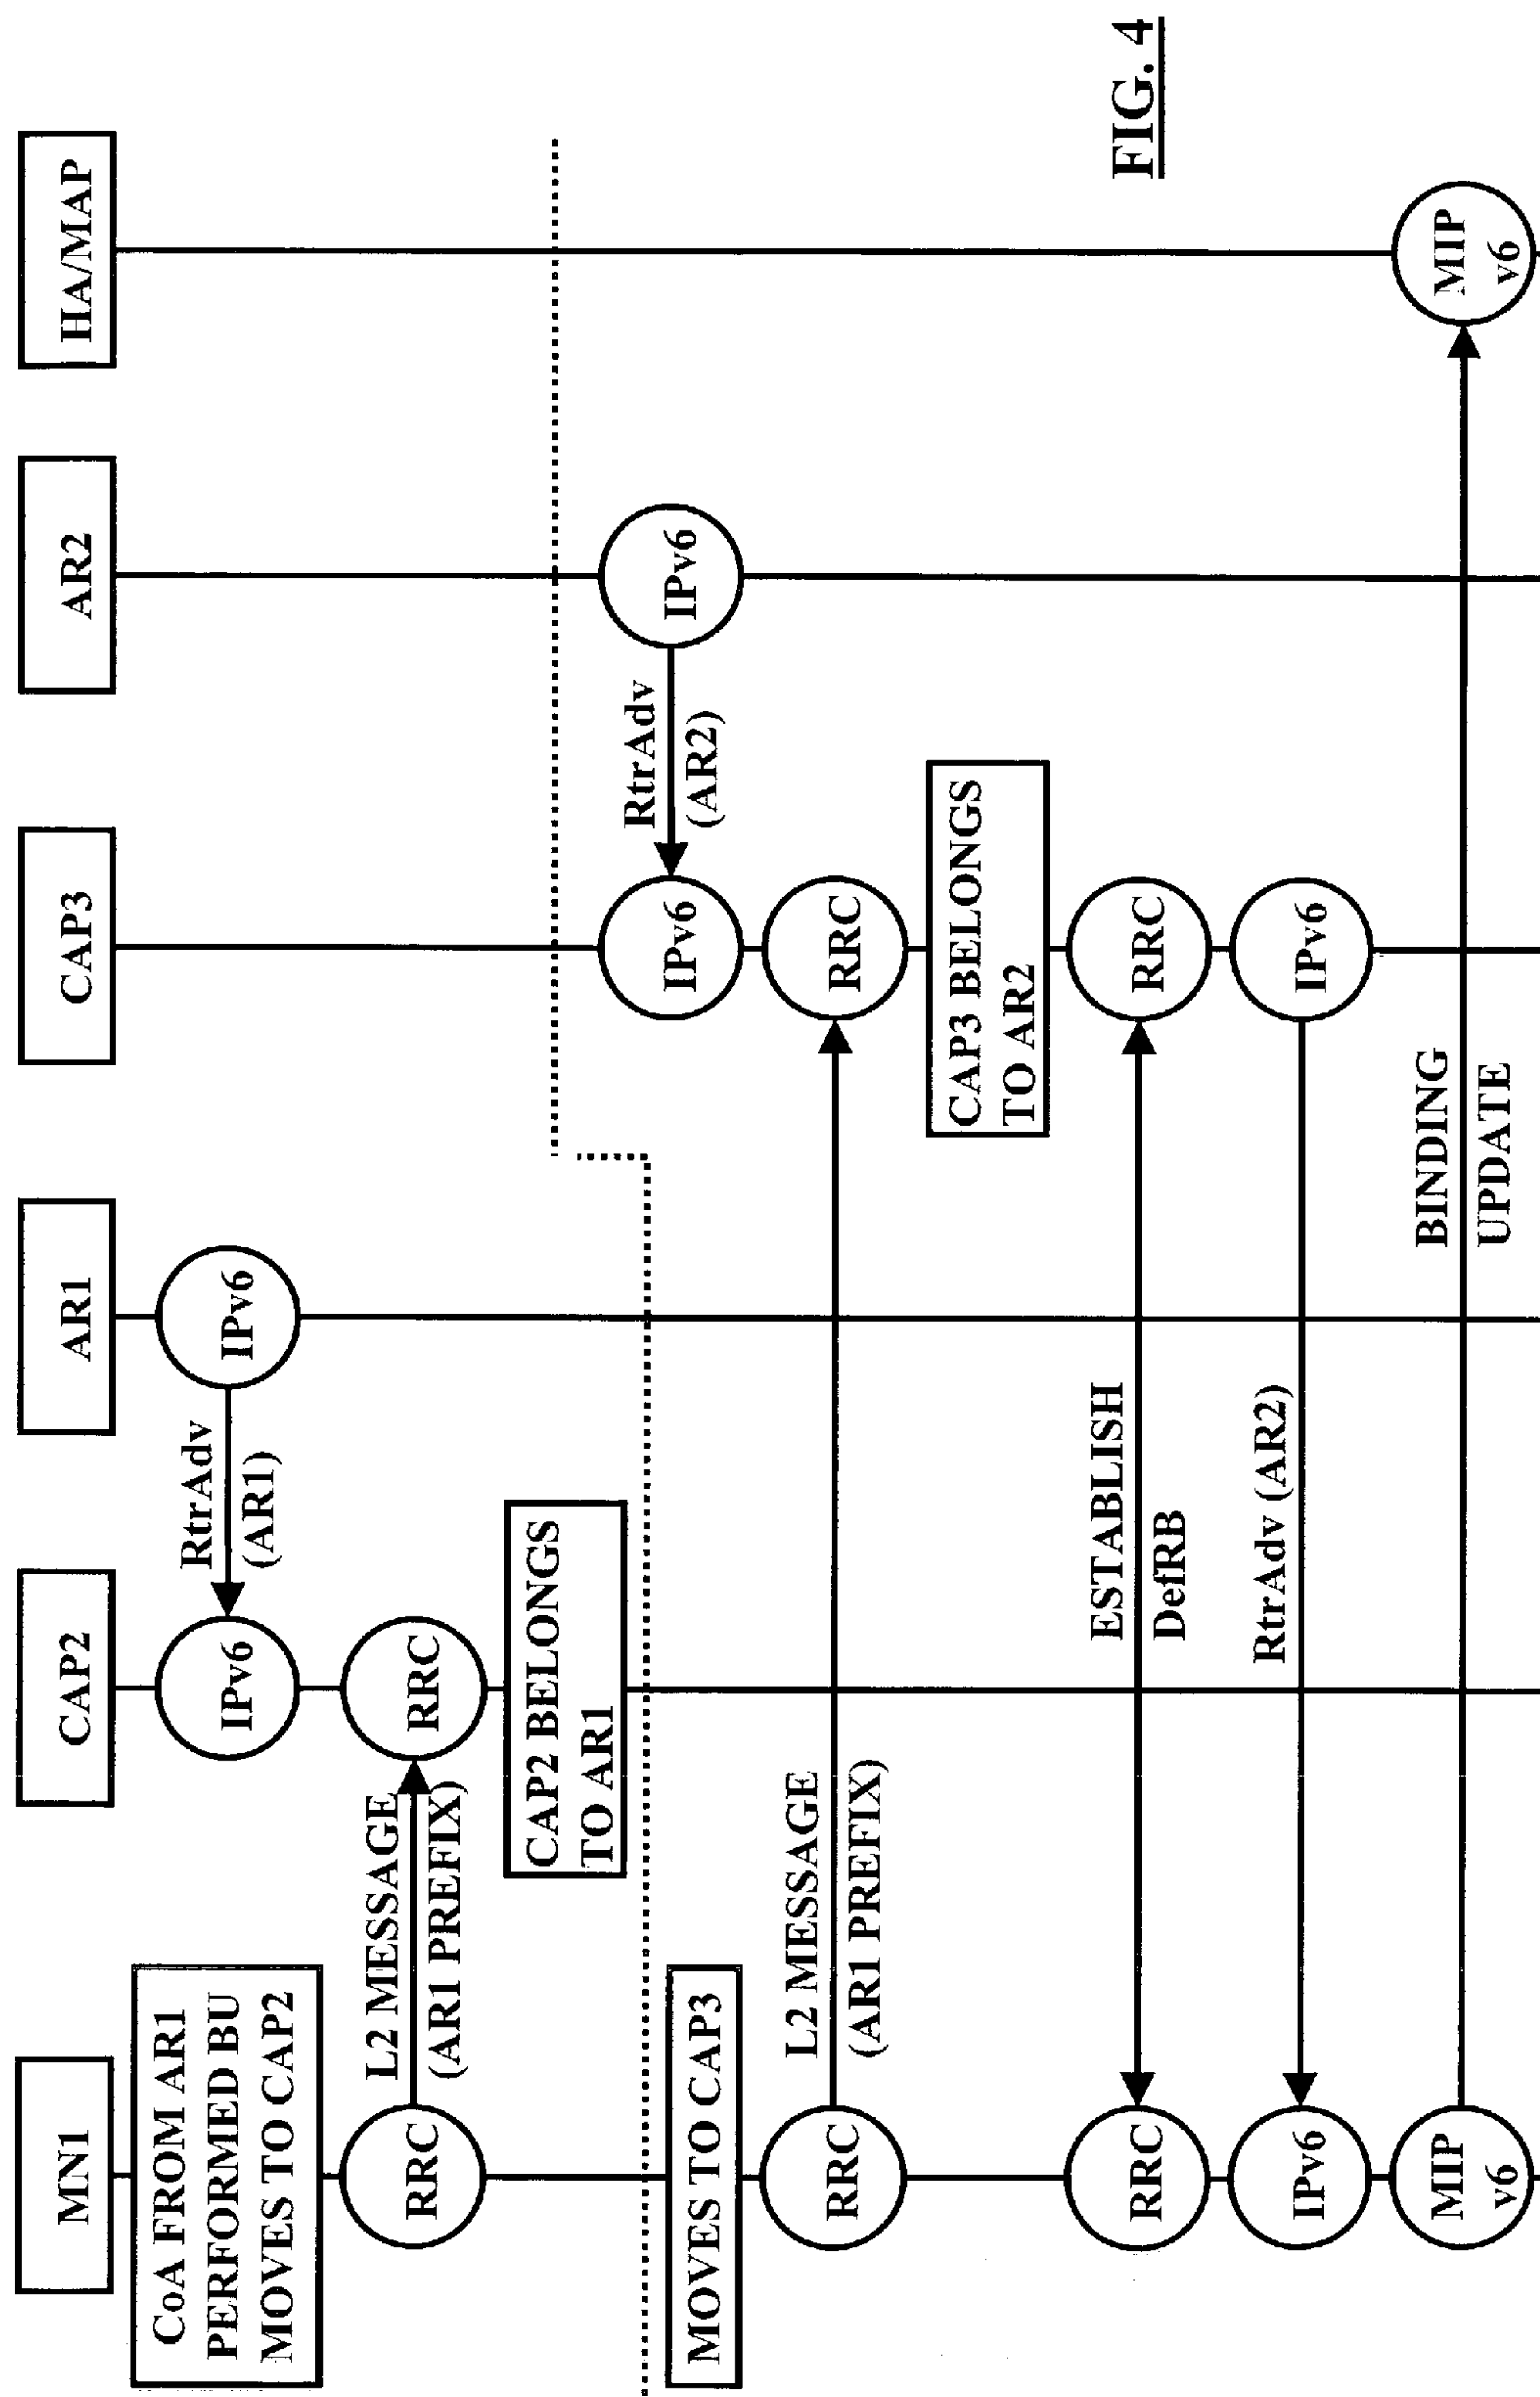 MN1
CAP2
AR1
CAP3
AR2
HA/MAP
CoA FROM AR1
PERFORMED BU
MOVES TO CAP2
IPv6
RtrAdv
(AR1)
IPv6
RRC
L2 MESSAGE
(AR1 PREFIX)
RRC
CAP2 BELONGS
TO AR1
MOVES TO CAP3
IPv6
RtrAdv
(AR2)
IPv6
RRC
L2 MESSAGE
(AR1 PREFIX)
RRC
CAP3 BELONGS
TO AR2
RRC
ESTABLISH
DefRB
RRC
IPv6
RtrAdv (AR2)
IPv6
MIP
v6
BINDING
UPDATE
MIP
v6
FIG. 4